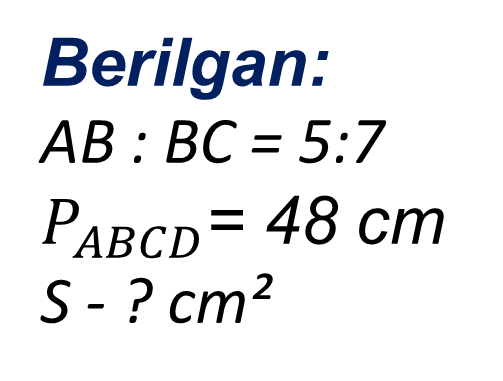 Berilgan:
AB : BC = 5:7
P_ABCD = 48 cm
S - ? cm²